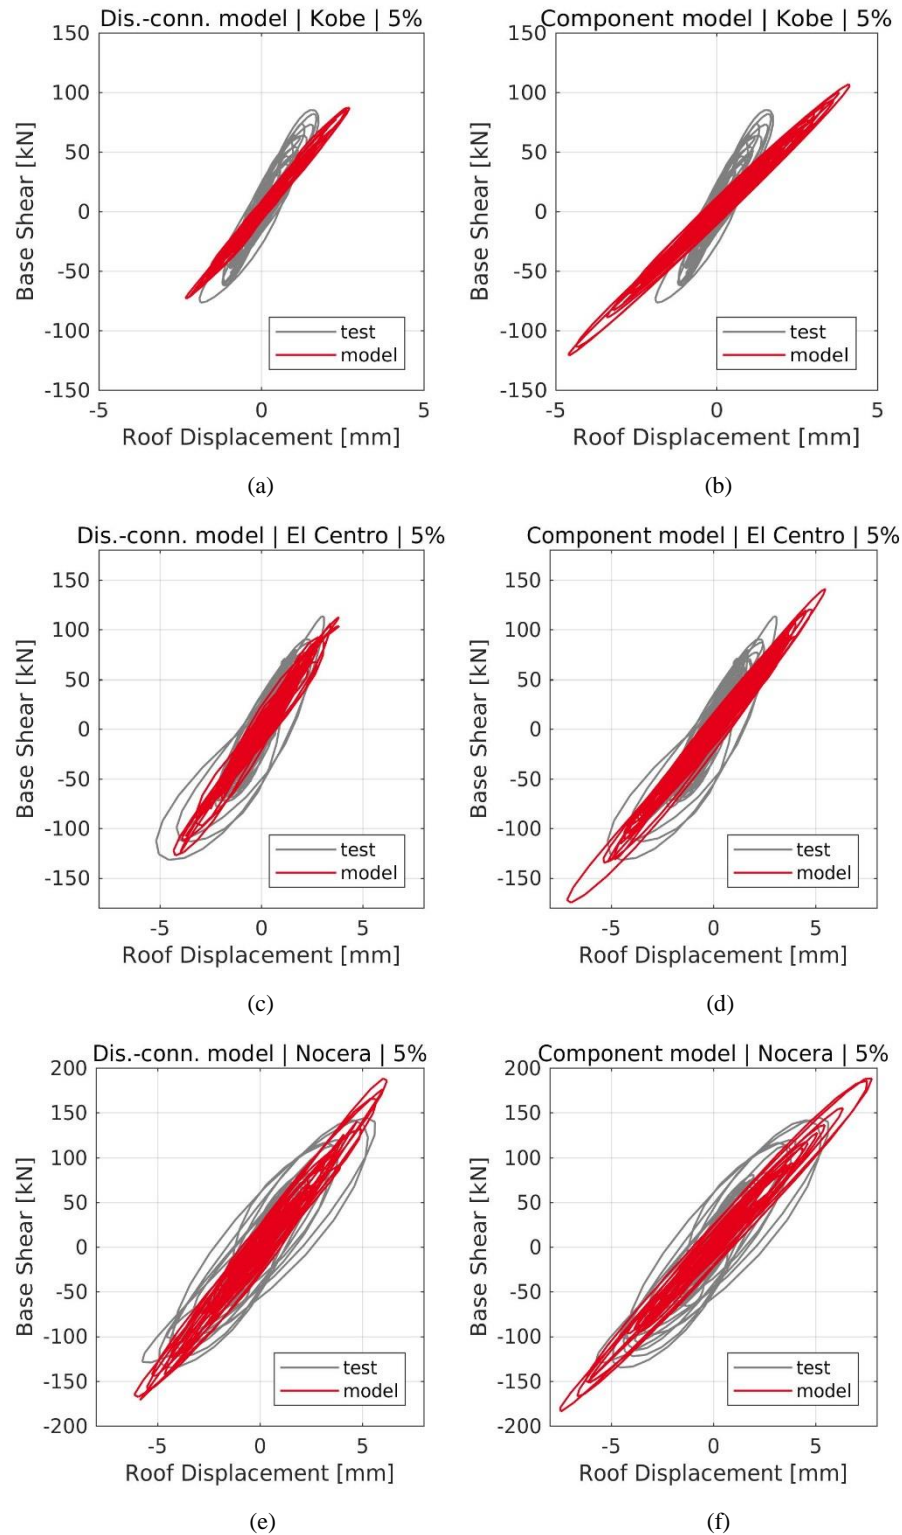 Dis.-conn. model | Kobe | 5%
150
100
50
0
-50
-100
-150
-5
0
5
Base Shear [kN]
Roof Displacement [mm]
test
model
(a)
Component model | Kobe | 5%
150
100
50
0
-50
-100
-150
-5
0
5
Base Shear [kN]
Roof Displacement [mm]
test
model
(b)
Dis.-conn. model | El Centro | 5%
150
100
50
0
-50
-100
-150
-5
0
5
Base Shear [kN]
Roof Displacement [mm]
test
model
(c)
Component model | El Centro | 5%
150
100
50
0
-50
-100
-150
-5
0
5
Base Shear [kN]
Roof Displacement [mm]
test
model
(d)
Dis.-conn. model | Nocera | 5%
200
150
100
50
0
-50
-100
-150
-200
-5
0
5
Base Shear [kN]
Roof Displacement [mm]
test
model
(e)
Component model | Nocera | 5%
200
150
100
50
0
-50
-100
-150
-200
-5
0
5
Base Shear [kN]
Roof Displacement [mm]
test
model
(f)